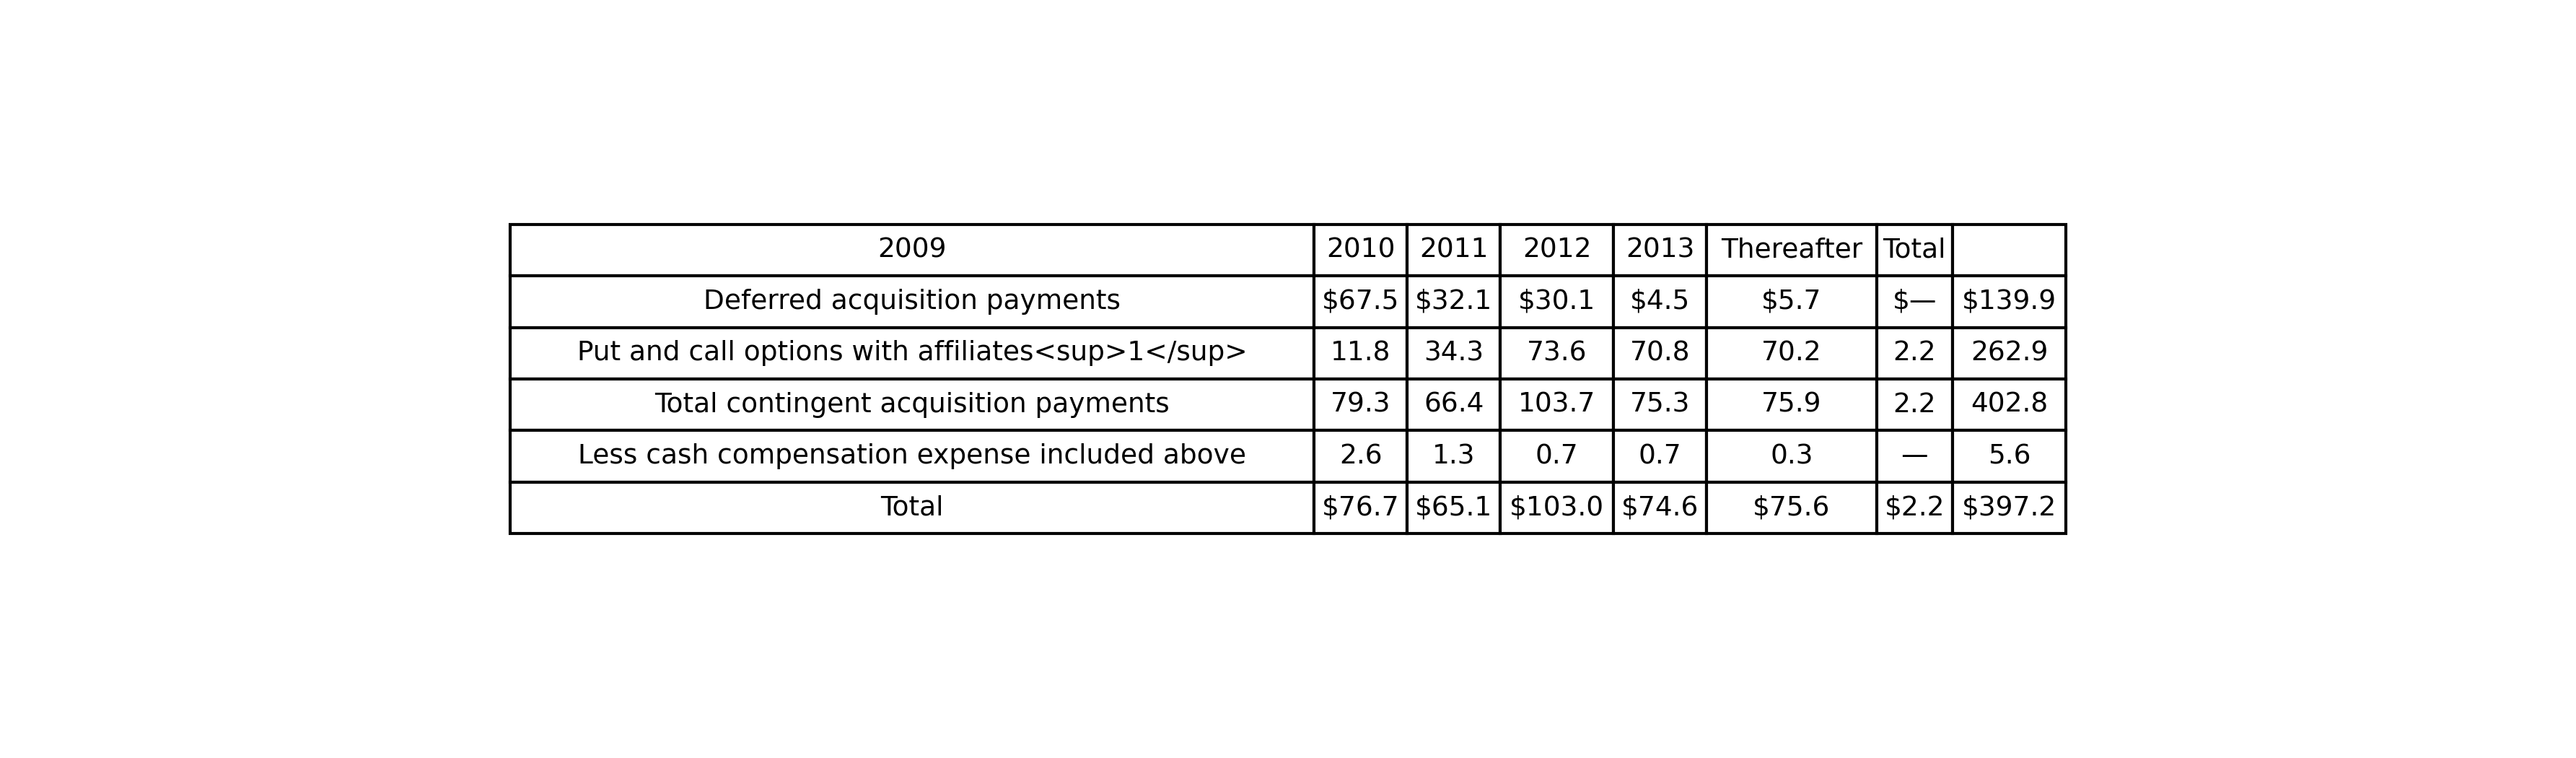 2009 2010 2011 2012 2013 Thereafter Total
Deferred acquisition payments $67.5 $32.1 $30.1 $4.5 $5.7 $— $139.9
Put and call options with affiliates<sup>1</sup> 11.8 34.3 73.6 70.8 70.2 2.2 262.9
Total contingent acquisition payments 79.3 66.4 103.7 75.3 75.9 2.2 402.8
Less cash compensation expense included above 2.6 1.3 0.7 0.7 0.3 — 5.6
Total $76.7 $65.1 $103.0 $74.6 $75.6 $2.2 $397.2